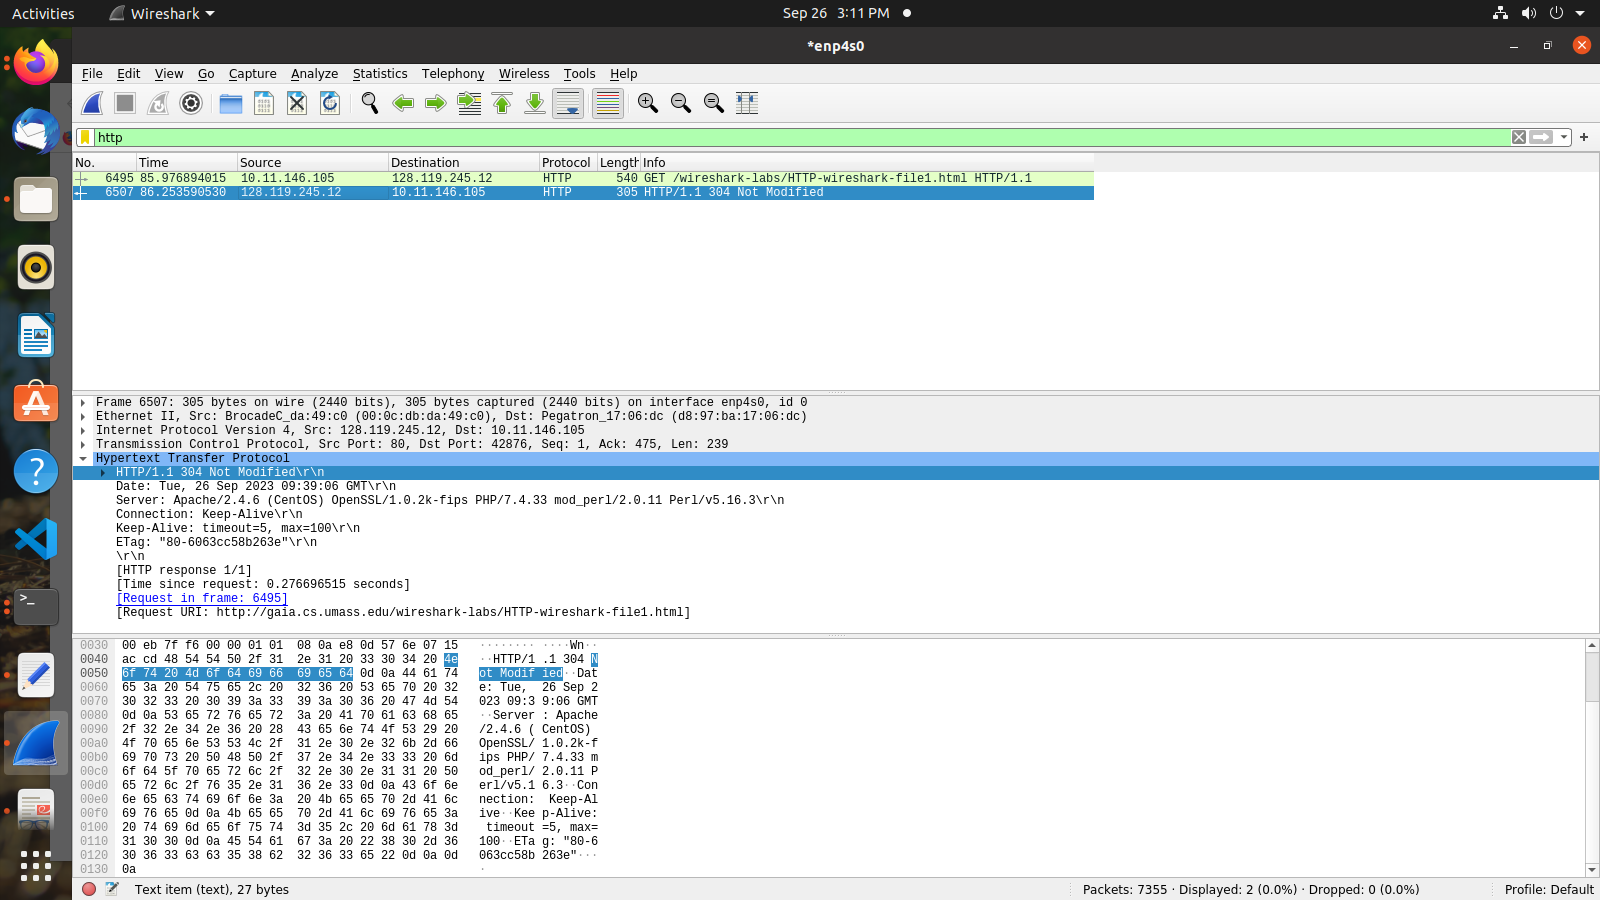 Activities Wireshark Sep 26 3:11 PM
*enp4s0
File Edit View Go Capture Analyze Statistics Telephony Wireless Tools Help
http
No. Time Source Destination Protocol Length Info
6495 85.976894015 10.11.146.105 128.119.245.12 HTTP 540 GET /wireshark-labs/HTTP-wireshark-file1.html HTTP/1.1
6507 86.253590530 128.119.245.12 10.11.146.105 HTTP 305 HTTP/1.1 304 Not Modified
Frame 6507: 305 bytes on wire (2440 bits), 305 bytes captured (2440 bits) on interface enp4s0, id 0
Ethernet II, Src: BrocadeC_da:49:c0 (00:0c:db:da:49:c0), Dst: Pegatron_17:06:dc (d8:97:ba:17:06:dc)
Internet Protocol Version 4, Src: 128.119.245.12, Dst: 10.11.146.105
Transmission Control Protocol, Src Port: 80, Dst Port: 42876, Seq: 1, Ack: 475, Len: 239
Hypertext Transfer Protocol
HTTP/1.1 304 Not Modified\r\n
Date: Tue, 26 Sep 2023 09:39:06 GMT\r\n
Server: Apache/2.4.6 (CentOS) OpenSSL/1.0.2k-fips PHP/7.4.33 mod_perl/2.0.11 Perl/v5.16.3\r\n
Connection: Keep-Alive\r\n
Keep-Alive: timeout=5, max=100\r\n
ETag: "80-6063cc58b263e"\r\n
\r\n
[HTTP response 1/1]
[Time since request: 0.276696515 seconds]
[Request in frame: 6495]
[Request URI: http://gaia.cs.umass.edu/wireshark-labs/HTTP-wireshark-file1.html]
0030 00 eb 7f f6 00 00 01 01 08 0a e8 0d 57 6e 07 15 ········ ····Wn··
0040 ac cd 48 54 54 50 2f 31 2e 31 20 33 30 34 20 4e ··HTTP/1 .1 304 N
0050 6f 74 20 4d 6f 64 69 66 69 65 64 0d 0a 44 61 74 ot Modif ied··Dat
0060 65 3a 20 54 75 65 2c 20 32 36 20 53 65 70 20 32 e: Tue,  26 Sep 2
0070 30 32 33 20 30 39 3a 33 39 3a 30 36 20 47 4d 54 023 09:3 9:06 GMT
0080 0d 0a 53 65 72 76 65 72 3a 20 41 70 61 63 68 65 ··Server : Apache
0090 2f 32 2e 34 2e 36 20 28 43 65 6e 74 4f 53 29 20 /2.4.6 ( CentOS)
00a0 4f 70 65 6e 53 53 4c 2f 31 2e 30 2e 32 6b 2d 66 OpenSSL/ 1.0.2k-f
00b0 69 70 73 20 50 48 50 2f 37 2e 34 2e 33 33 20 6d ips PHP/ 7.4.33 m
00c0 6f 64 5f 70 65 72 6c 2f 32 2e 30 2e 31 31 20 50 od_perl/ 2.0.11 P
00d0 65 72 6c 2f 76 35 2e 31 36 2e 33 0d 0a 43 6f 6e erl/v5.1 6.3··Con
00e0 6e 65 63 74 69 6f 6e 3a 20 4b 65 65 70 2d 41 6c nection:  Keep-Al
00f0 69 76 65 0d 0a 4b 65 65 70 2d 41 6c 69 76 65 3a ive··Kee p-Alive:
0100 20 74 69 6d 65 6f 75 74 3d 35 2c 20 6d 61 78 3d  timeout =5, max=
0110 31 30 30 0d 0a 45 54 61 67 3a 20 22 38 30 2d 36 100··ETa g: "80-6
0120 30 36 33 63 63 35 38 62 32 36 33 65 22 0d 0a 0d 063cc58b 263e"···
0130 0a ·
Text item (text), 27 bytes Packets: 7355 · Displayed: 2 (0.0%) · Dropped: 0 (0.0%) Profile: Default